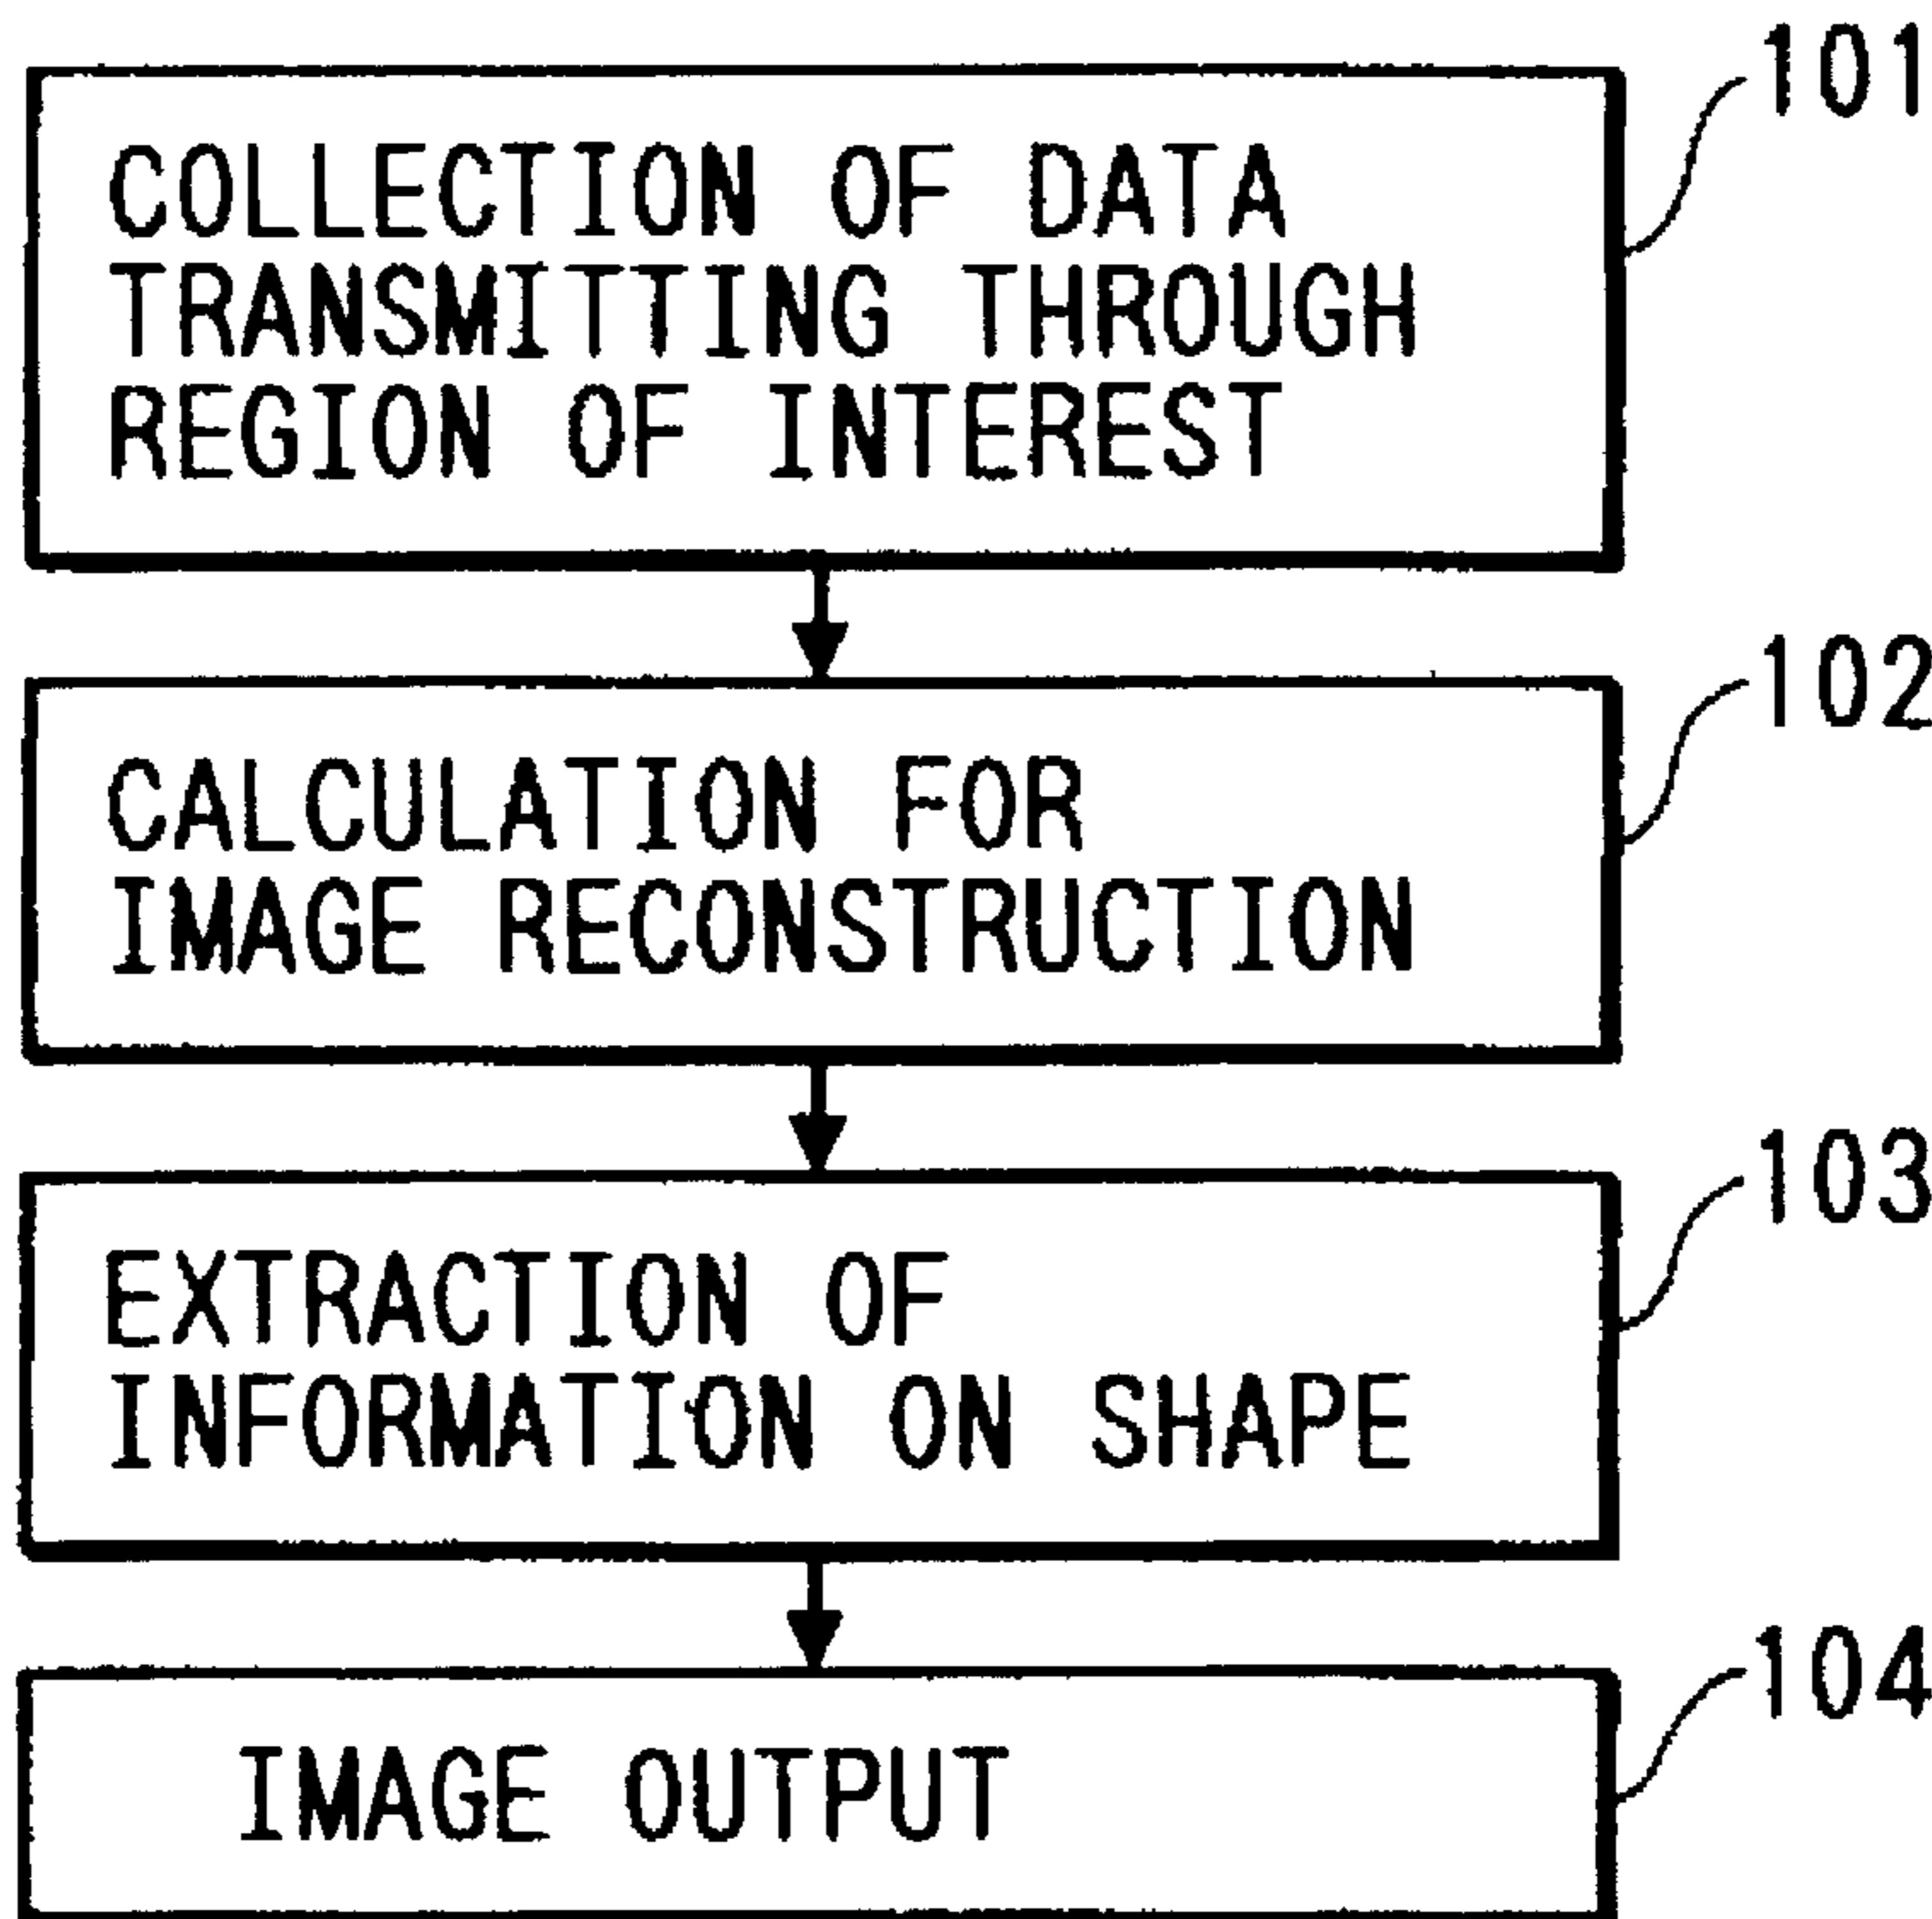 101
COLLECTION OF DATA
TRANSMITTING THROUGH
REGION OF INTEREST
102
CALCULATION FOR
IMAGE RECONSTRUCTION
103
EXTRACTION OF
INFORMATION ON SHAPE
104
IMAGE OUTPUT